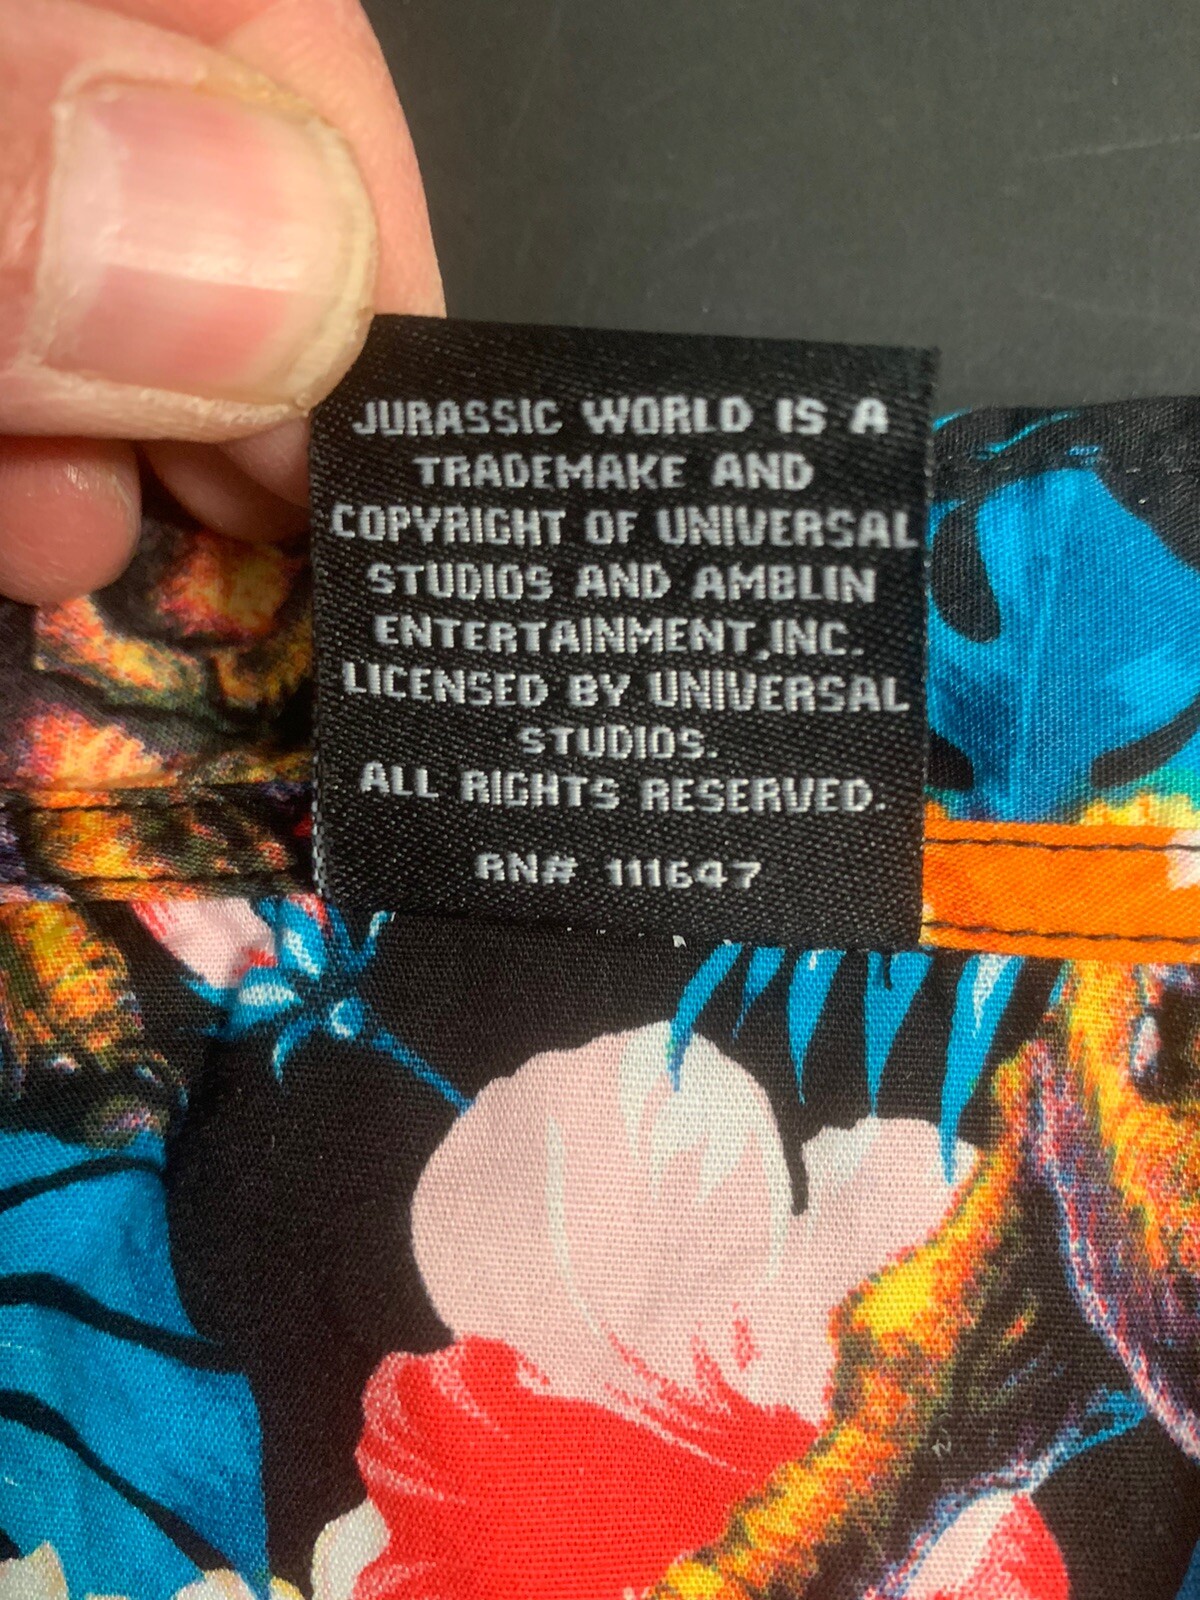 JURASSIC WORLD IS A
TRADEMAKE AND
COPYRIGHT OF UNIVERSAL
STUDIOS AND AMBLIN
ENTERTAINMENT,INC.
LICENSED BY UNIVERSAL
STUDIOS.
ALL RIGHTS RESERVED.
RN# 111647